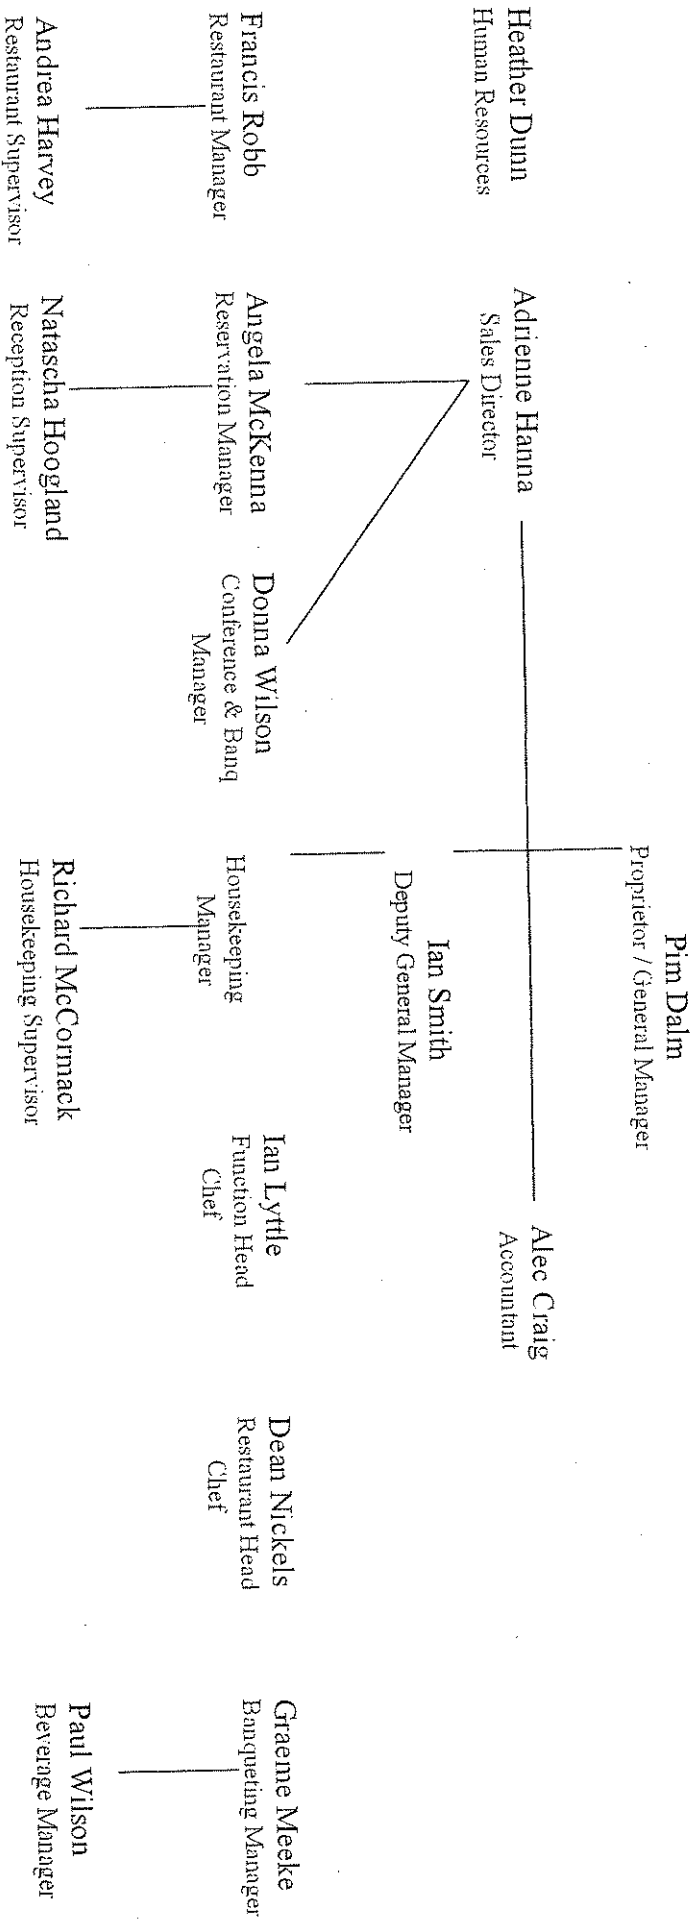 Pim Dalm
Proprietor / General Manager
Heather Dunn
Human Resources
Adrienne Hanna
Sales Director
Alec Craig
Accountant
Ian Smith
Deputy General Manager
Francis Robb
Restaurant Manager
Angela McKenna
Reservation Manager
Donna Wilson
Conference & Banq
Manager
Housekeeping
Manager
Ian Lyttle
Function Head
Chef
Dean Nickels
Restaurant Head
Chef
Graeme Meeke
Banqueting Manager
Andrea Harvey
Restaurant Supervisor
Natascha Hoogland
Reception Supervisor
Richard McCormack
Housekeeping Supervisor
Paul Wilson
Beverage Manager